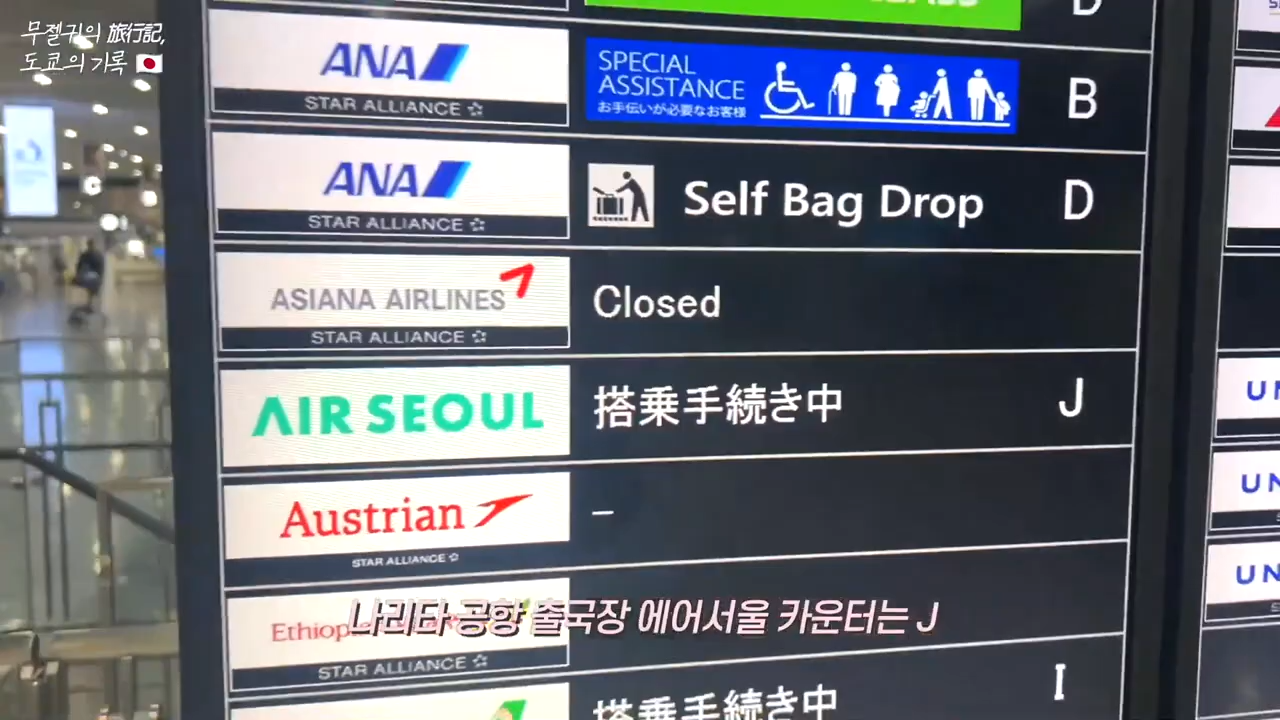 무젤귀의 旅行記,
도쿄의 기록
D
ANA
STAR ALLIANCE
SPECIAL
ASSISTANCE
お手伝いが必要なお客様
B
ANA
STAR ALLIANCE
Self Bag Drop
D
ASIANA AIRLINES
STAR ALLIANCE
Closed
AIR SEOUL
搭乗手続き中
J
Austrian
STAR ALLIANCE
–
STAR ALLIANCE
나리타 공항 출국장 에어서울 카운터는 J
搭乗手続き中
I
C
D